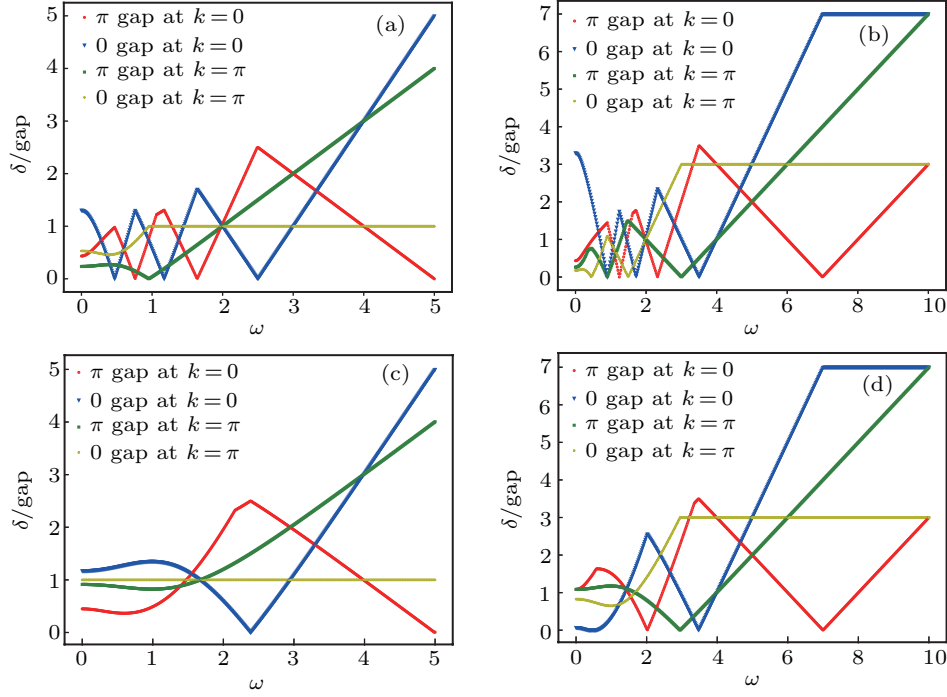 (a)
π gap at k=0
0 gap at k=0
π gap at k=π
0 gap at k=π
5
4
3
2
1
0
δ/gap
0 1 2 3 4 5
ω
(b)
π gap at k=0
0 gap at k=0
π gap at k=π
0 gap at k=π
7
6
5
4
3
2
1
0
δ/gap
0 2 4 6 8 10
ω
(c)
π gap at k=0
0 gap at k=0
π gap at k=π
0 gap at k=π
5
4
3
2
1
0
δ/gap
0 1 2 3 4 5
ω
(d)
π gap at k=0
0 gap at k=0
π gap at k=π
0 gap at k=π
7
6
5
4
3
2
1
0
δ/gap
0 2 4 6 8 10
ω